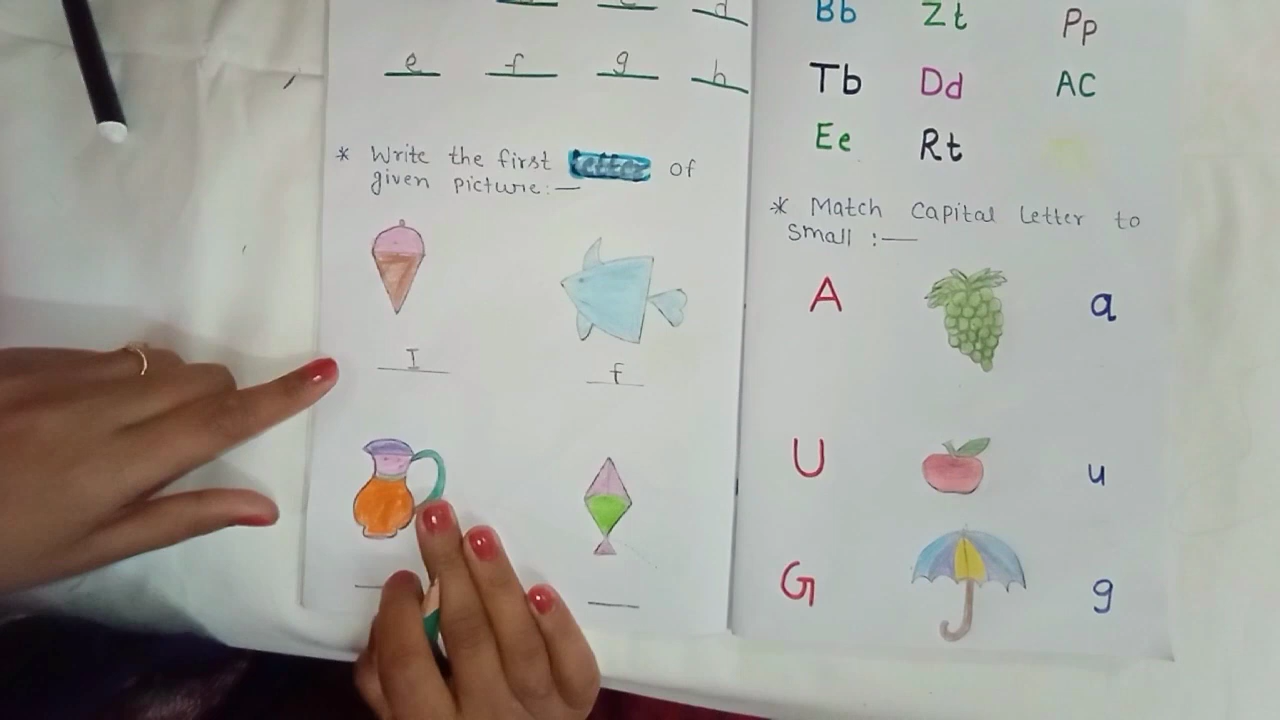 d
e f g h
* Write the first letter of
given picture:—
I f
Bb Zt Pp
Tb Dd AC
Ee Rt
* Match Capital letter to
Small :—
A a
U u
G g